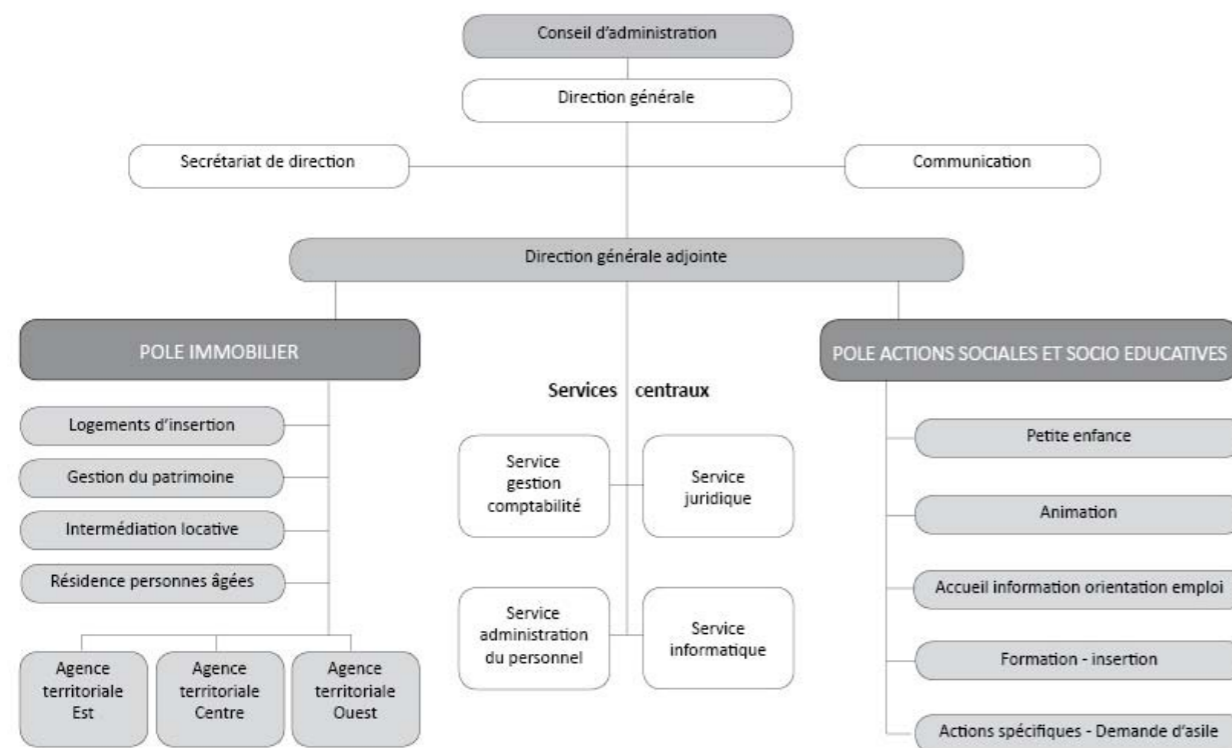 Conseil d'administration
Direction générale
Secrétariat de direction
Communication
Direction générale adjointe
POLE IMMOBILIER
POLE ACTIONS SOCIALES ET SOCIO EDUCATIVES
Logements d'insertion
Gestion du patrimoine
Intermédiation locative
Résidence personnes âgées
Agence
territoriale
Est
Agence
territoriale
Centre
Agence
territoriale
Ouest
Services centraux
Service
gestion
comptabilité
Service
juridique
Service
administration
du personnel
Service
informatique
Petite enfance
Animation
Accueil information orientation emploi
Formation - insertion
Actions spécifiques - Demande d'asile